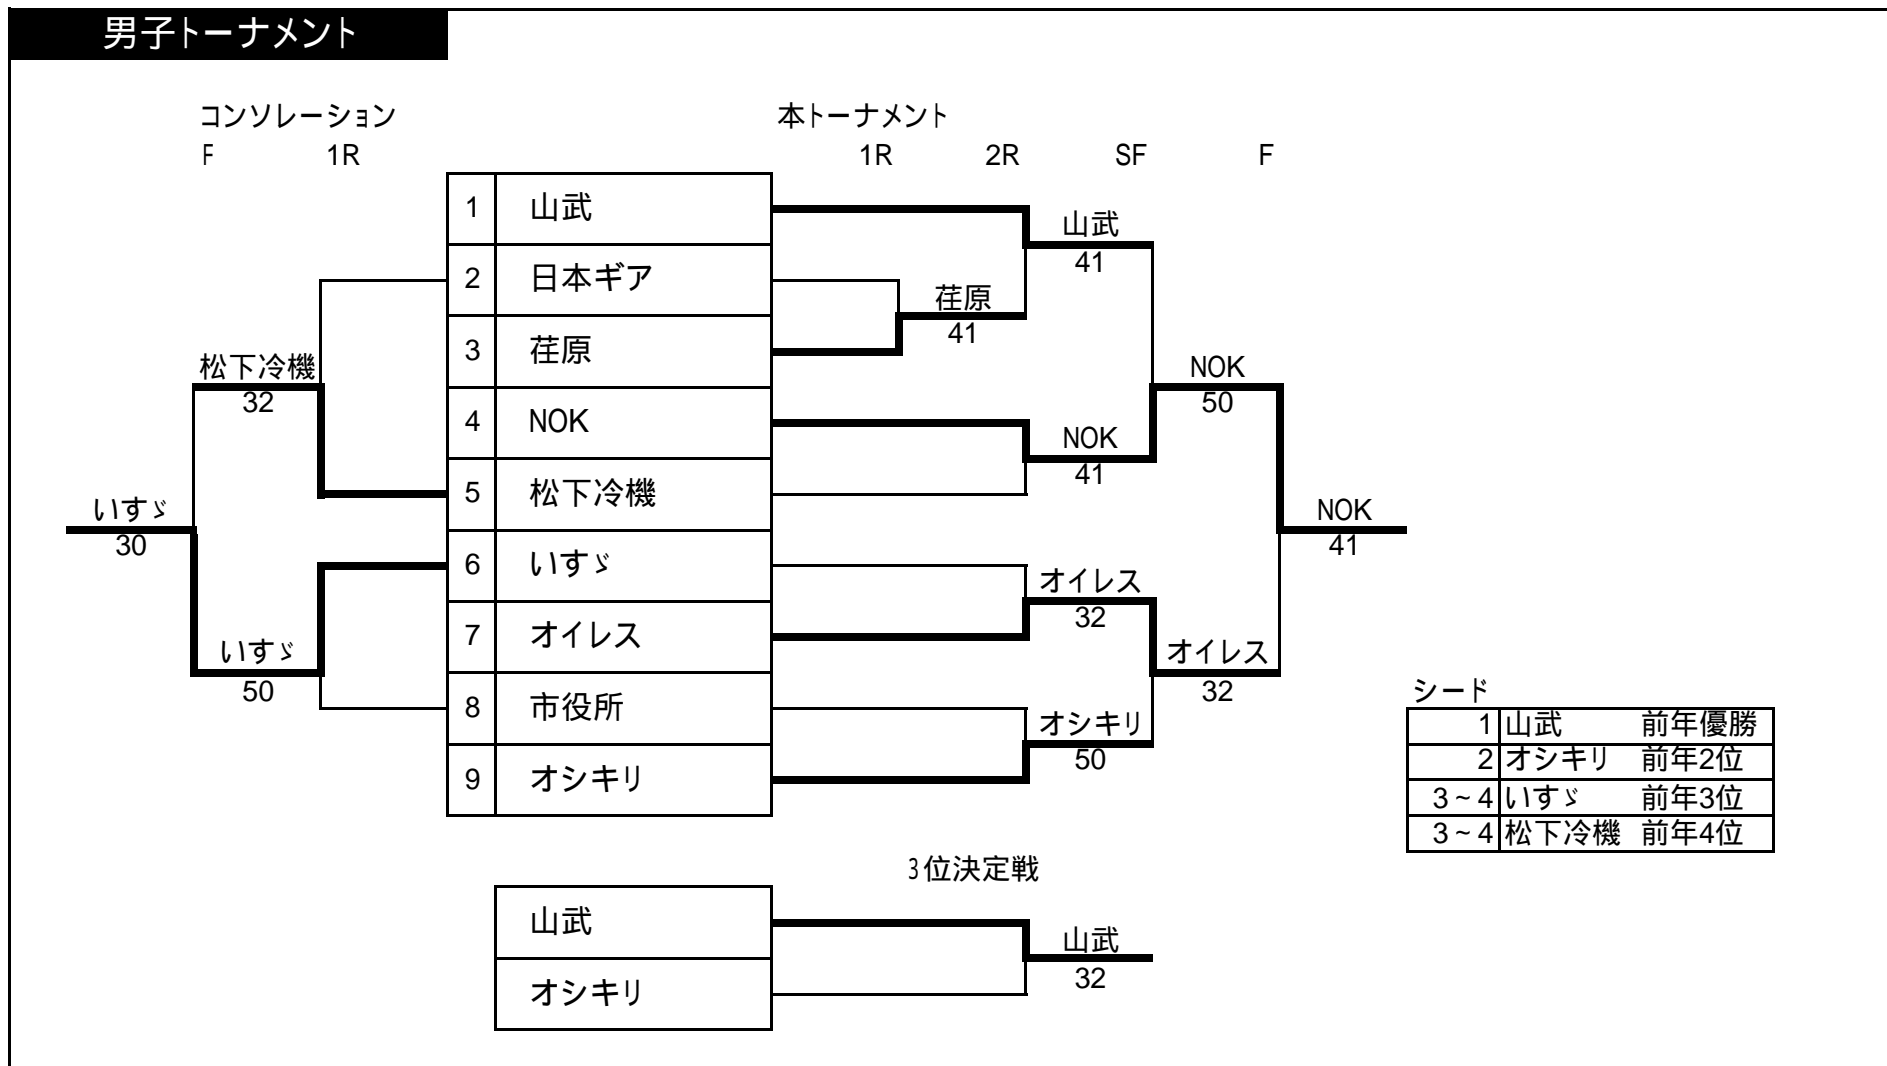 男子トーナメント
コンソレーション 本トーナメント
F 1R 1R 2R SF F
1 山武
山武
41
2 日本ギア
荏原
41
3 荏原
松下冷機
32
NOK
50
4 NOK
NOK
41
5 松下冷機
いすゞ
30
NOK
41
6 いすゞ
オイレス
32
7 オイレス
いすゞ
50
オイレス
32
8 市役所
オシキリ
50
9 オシキリ
シード
1 山武 前年優勝
2 オシキリ 前年2位
3~4 いすゞ 前年3位
3~4 松下冷機 前年4位
3位決定戦
山武
山武
32
オシキリ